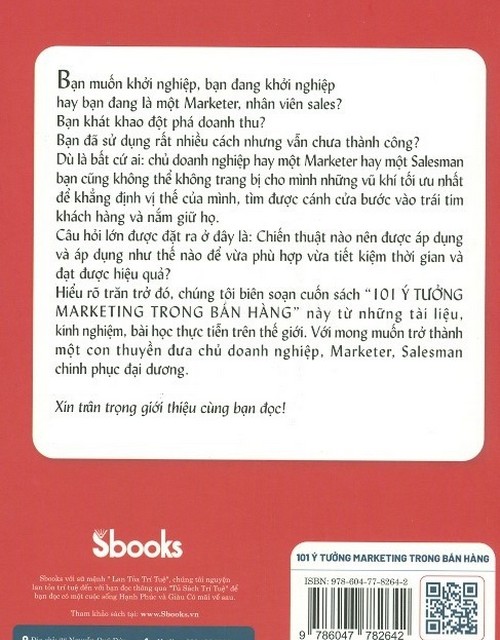 Bạn muốn khởi nghiệp, bạn đang khởi nghiệp
hay bạn đang là một Marketer, nhân viên sales?
Bạn khát khao đột phá doanh thu?
Bạn đã sử dụng rất nhiều cách nhưng vẫn chưa thành công?
Dù là bất cứ ai: chủ doanh nghiệp hay một Marketer hay một Salesman
bạn cũng không thể không trang bị cho mình những vũ khí tối ưu nhất
để khẳng định vị thế của mình, tìm được cánh cửa bước vào trái tim
khách hàng và nắm giữ họ.
Câu hỏi lớn được đặt ra ở đây là: Chiến thuật nào nên được áp dụng
và áp dụng như thế nào để vừa phù hợp vừa tiết kiệm thời gian và
đạt được hiệu quả?
Hiểu rõ trăn trở đó, chúng tôi biên soạn cuốn sách "101 Ý TƯỞNG
MARKETING TRONG BÁN HÀNG" này từ những tài liệu,
kinh nghiệm, bài học thực tiễn trên thế giới. Với mong muốn trở thành
một con thuyền đưa chủ doanh nghiệp, Marketer, Salesman
chinh phục đại dương.
Xin trân trọng giới thiệu cùng bạn đọc!
Sbooks
Sbooks với sứ mệnh " Lan Tỏa Trí Tuệ", chúng tôi nguyện
lan tỏa trí tuệ đến với bạn đọc thông qua "Tủ Sách Trí Tuệ" để
bạn đọc có một cuộc sống Hạnh Phúc và Giàu Có mãi về sau.
Tham khảo sách tại: www.Sbooks.vn
101 Ý TƯỞNG MARKETING TRONG BÁN HÀNG
ISBN: 978-604-77-8264-2
9 786047 782642